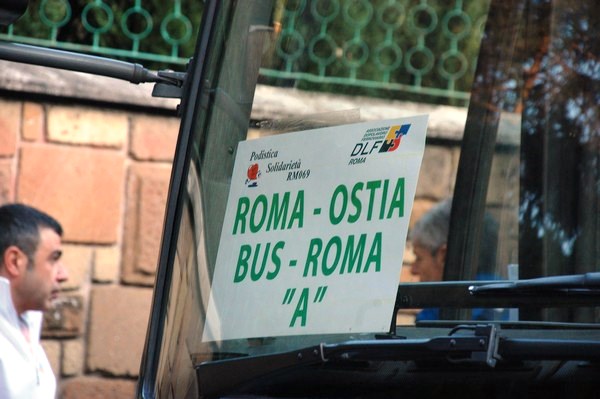 Podistica
Solidarietà
RM069
DLF
ROMA
ROMA - OSTIA
BUS - ROMA
"A"